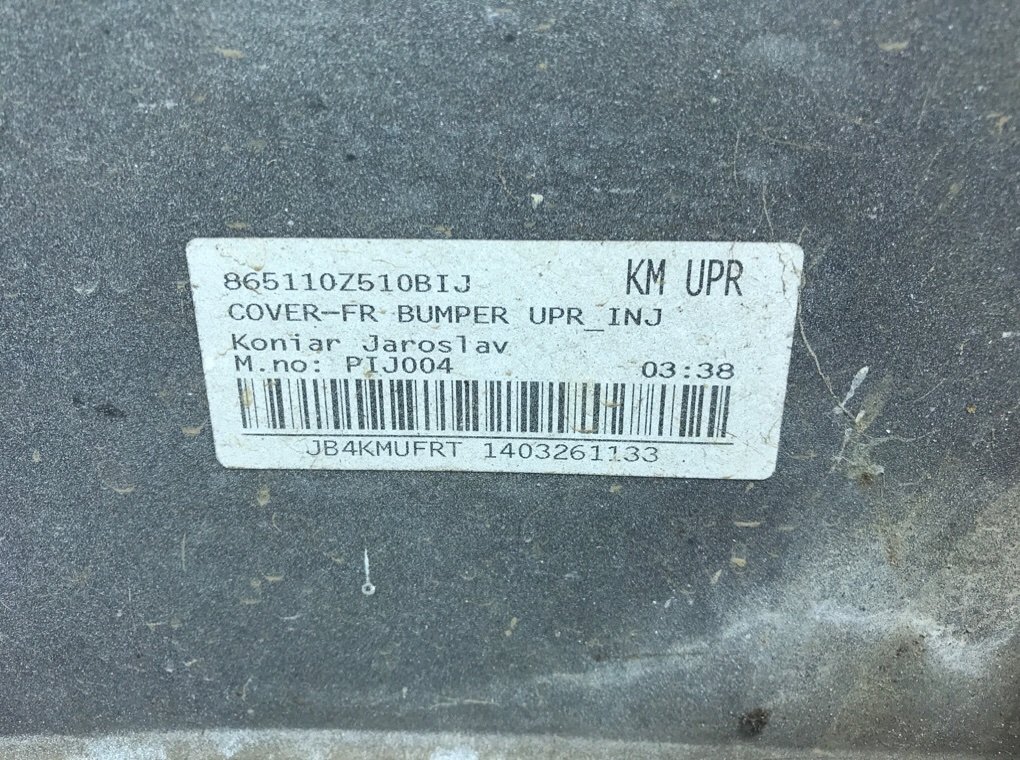 865110Z510BIJ KM UPR
COVER-FR BUMPER UPR_INJ
Koniar Jaroslav
M.no: PIJ004 03:38
JB4KMUFRT 1403261133